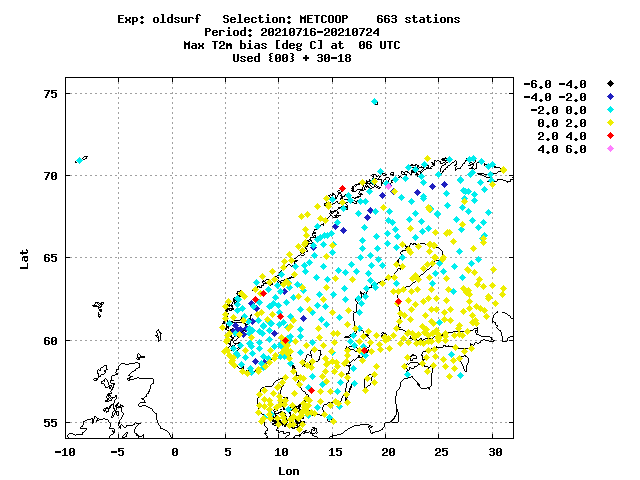 Exp: oldsurf   Selection: METCOOP    663 stations
Period: 20210716-20210724
Max T2m bias [deg C] at  06 UTC
Used {00} + 30-18
-6.0 -4.0
-4.0 -2.0
-2.0 0.0
0.0 2.0
2.0 4.0
4.0 6.0
75
70
65
60
55
Lat
-10 -5 0 5 10 15 20 25 30
Lon